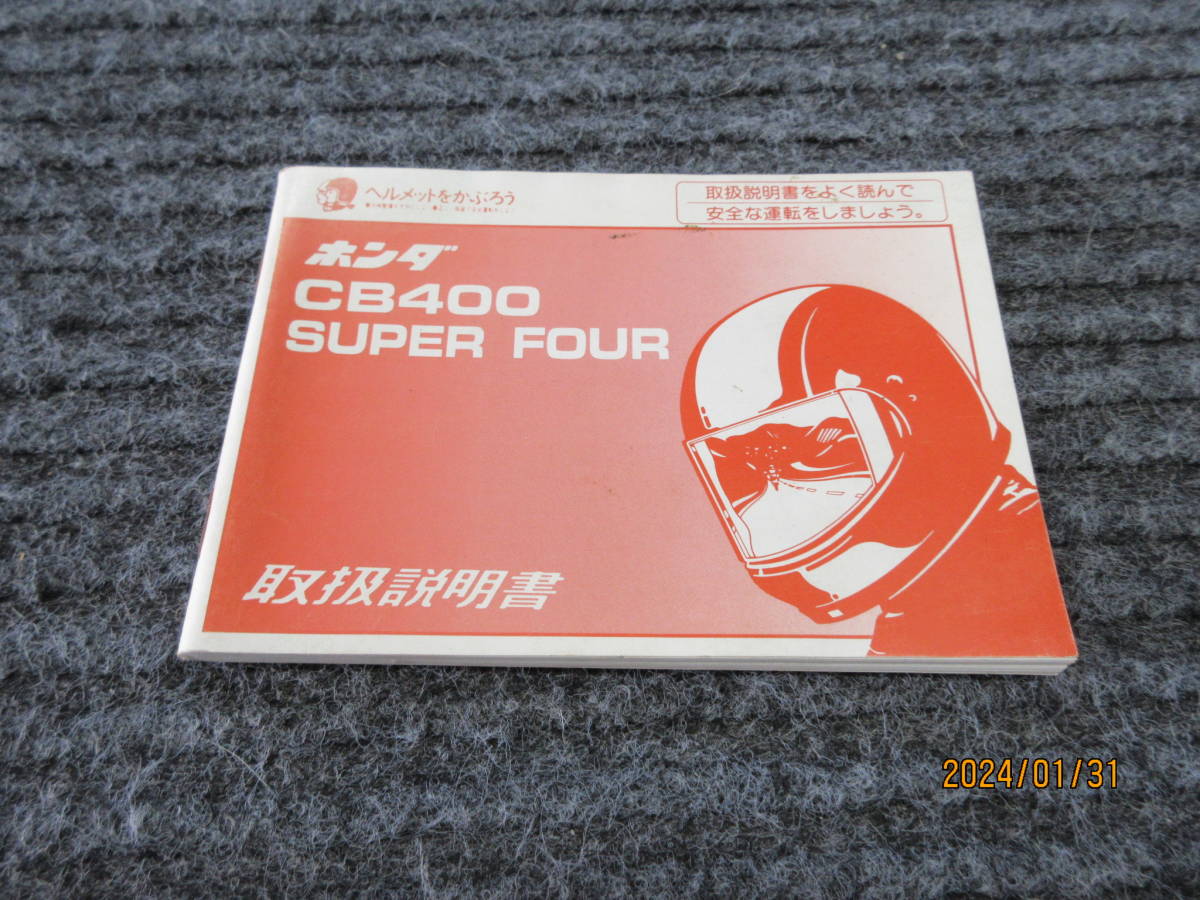 ヘルメットをかぶろう
取扱説明書をよく読んで
安全な運転をしましょう。
ホンダ
CB400
SUPER FOUR
取扱説明書
2024/01/31